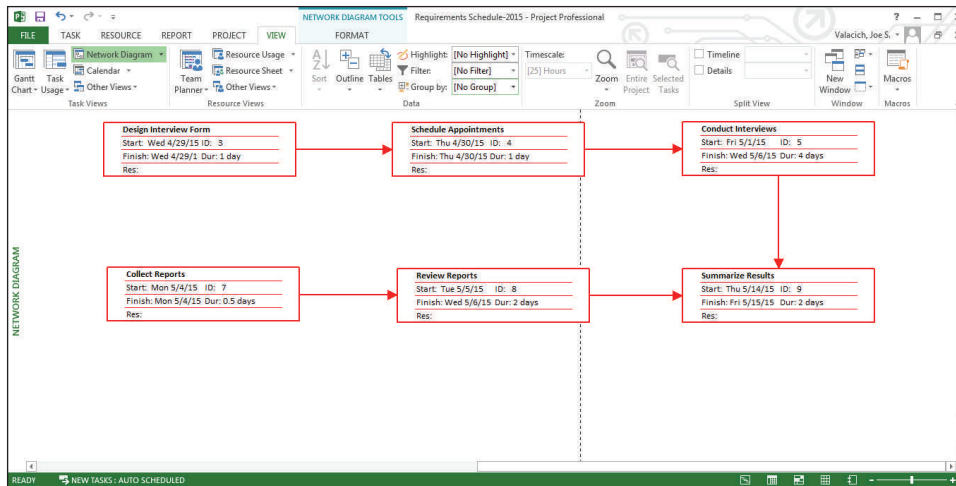 NETWORK DIAGRAM TOOLS Requirements Schedule-2015 - Project Professional
FILE TASK RESOURCE REPORT PROJECT VIEW FORMAT Valacich, Joe S.
Gantt Chart
Task Usage
Network Diagram
Calendar
Other Views
Task Views
Team Planner
Resource Usage
Resource Sheet
Other Views
Resource Views
Sort
Outline
Tables
Highlight: [No Highlight]
Filter: [No Filter]
Group by: [No Group]
Data
Timescale:
[25] Hours
Zoom
Entire Project
Selected Tasks
Zoom
Timeline
Details
Split View
New Window
Window
Macros
Macros
Design Interview Form
Start: Wed 4/29/15 ID: 3
Finish: Wed 4/29/1 Dur: 1 day
Res:
Schedule Appointments
Start: Thu 4/30/15 ID: 4
Finish: Thu 4/30/15 Dur: 1 day
Res:
Conduct Interviews
Start: Fri 5/1/15 ID: 5
Finish: Wed 5/6/15 Dur: 4 days
Res:
Collect Reports
Start: Mon 5/4/15 ID: 7
Finish: Mon 5/4/15 Dur: 0.5 days
Res:
Review Reports
Start: Tue 5/5/15 ID: 8
Finish: Wed 5/6/15 Dur: 2 days
Res:
Summarize Results
Start: Thu 5/14/15 ID: 9
Finish: Fri 5/15/15 Dur: 2 days
Res:
NETWORK DIAGRAM
READY NEW TASKS : AUTO SCHEDULED